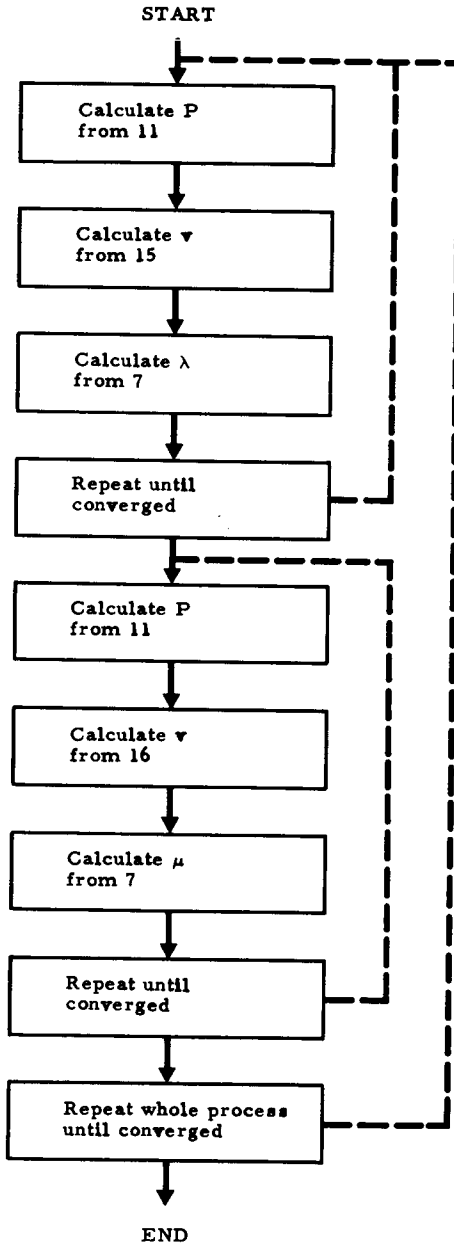 START
Calculate P
from 11
Calculate v
from 15
Calculate λ
from 7
Repeat until
converged
Calculate P
from 11
Calculate v
from 16
Calculate μ
from 7
Repeat until
converged
Repeat whole process
until converged
END